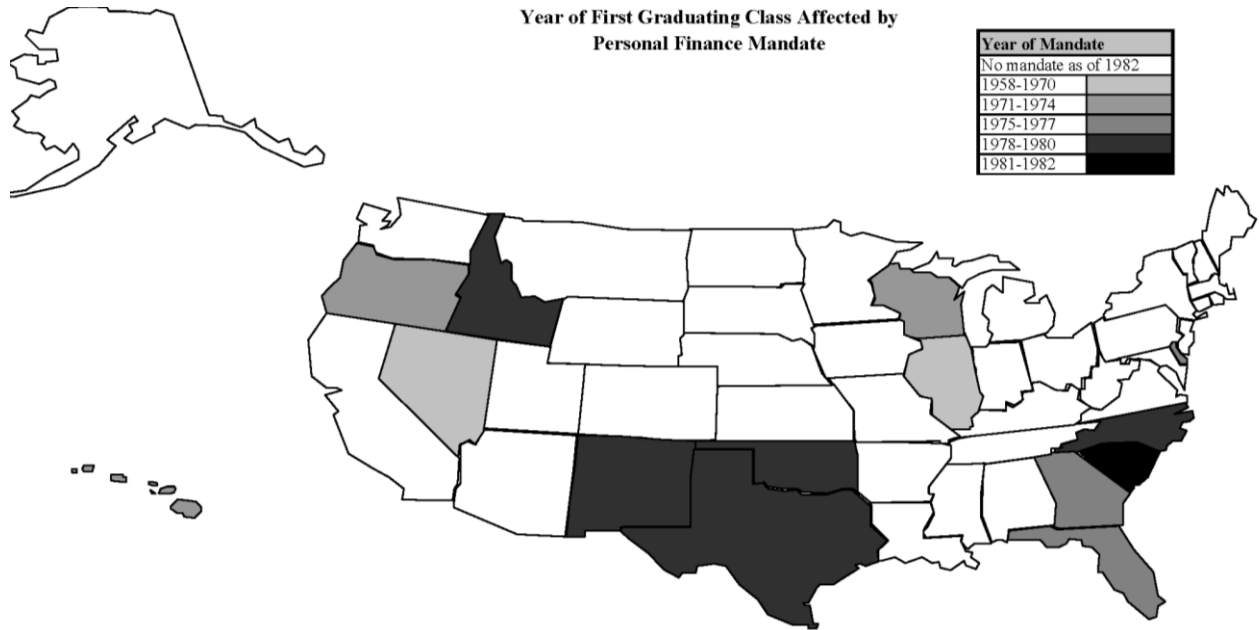 Year of First Graduating Class Affected by
Personal Finance Mandate
Year of Mandate
No mandate as of 1982
1958-1970
1971-1974
1975-1977
1978-1980
1981-1982